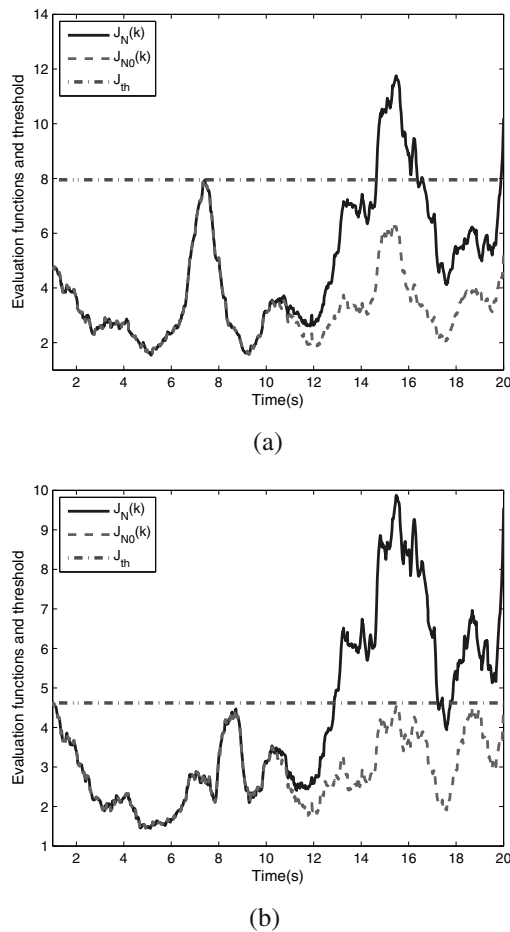 14
12
10
8
6
4
2
J_N(k)
J_N0(k)
J_th
Evaluation functions and threshold
2 4 6 8 10 12 14 16 18 20
Time(s)
(a)
10
9
8
7
6
5
4
3
2
1
J_N(k)
J_N0(k)
J_th
Evaluation functions and threshold
2 4 6 8 10 12 14 16 18 20
Time(s)
(b)